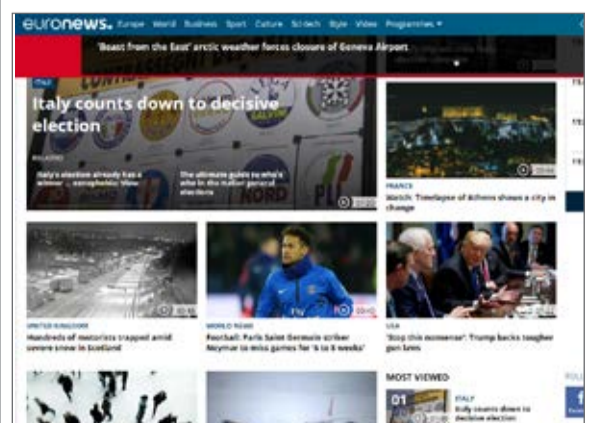 euronews. Europe World Business Sport Culture Sci-tech Style Video Programmes
'Beast from the East' arctic weather forces closure of Geneva Airport
ITALY
Italy counts down to decisive
election
RELATED
Italy's election already has a
winner
The ultimate guide to who's
who in the Italian general
elections
SALVINI
NORD
PLI
FRANCE
Watch: Timelapse of Athens shows a city in
change
UNITED KINGDOM
Hundreds of motorists trapped amid
severe snow in Scotland
WORLD NEWS
Football: Paris Saint Germain striker
Neymar to miss games for '6 to 8 weeks'
USA
'Stop this nonsense': Trump backs tougher
gun laws
MOST VIEWED
01
ITALY
Italy counts down to
decisive election